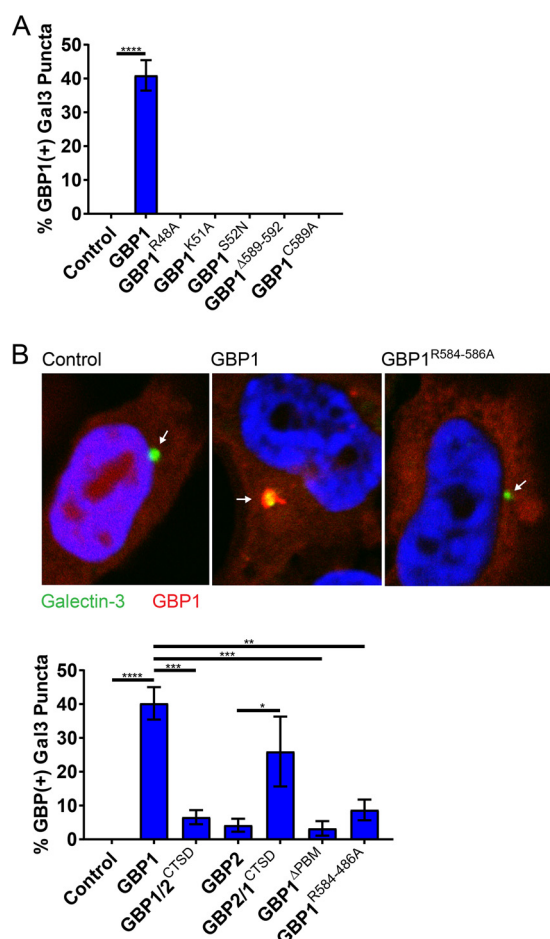 A
% GBP1(+) Gal3 Puncta
50
40
30
20
10
0
****
Control
GBP1
GBP1R48A
GBP1K51A
GBP1S52N
GBP1Δ589-592
GBP1C589A
B
Control GBP1 GBP1R584-586A
Galectin-3 GBP1
% GBP(+) Gal3 Puncta
50
40
30
20
10
0
**
***
**** ***
*
Control
GBP1
GBP1/2CTSD
GBP2
GBP2/1CTSD
GBP1ΔPBM
GBP1R584-486A